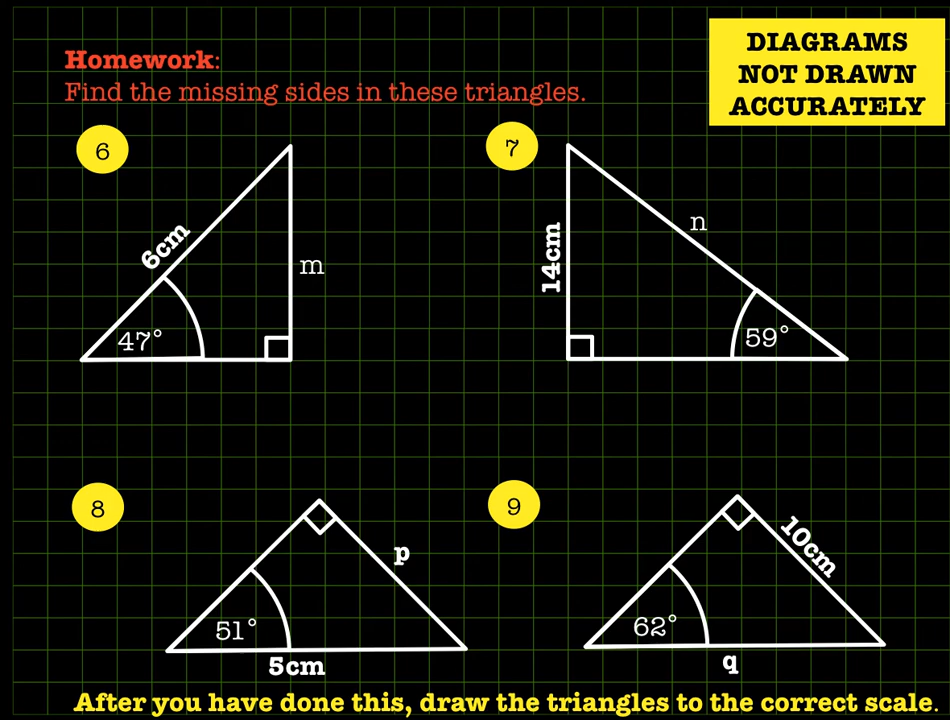 Homework:
Find the missing sides in these triangles.
DIAGRAMS
NOT DRAWN
ACCURATELY
6
6cm
m
47°
7
14cm
n
59°
8
p
51°
5cm
9
10cm
62°
q
After you have done this, draw the triangles to the correct scale.